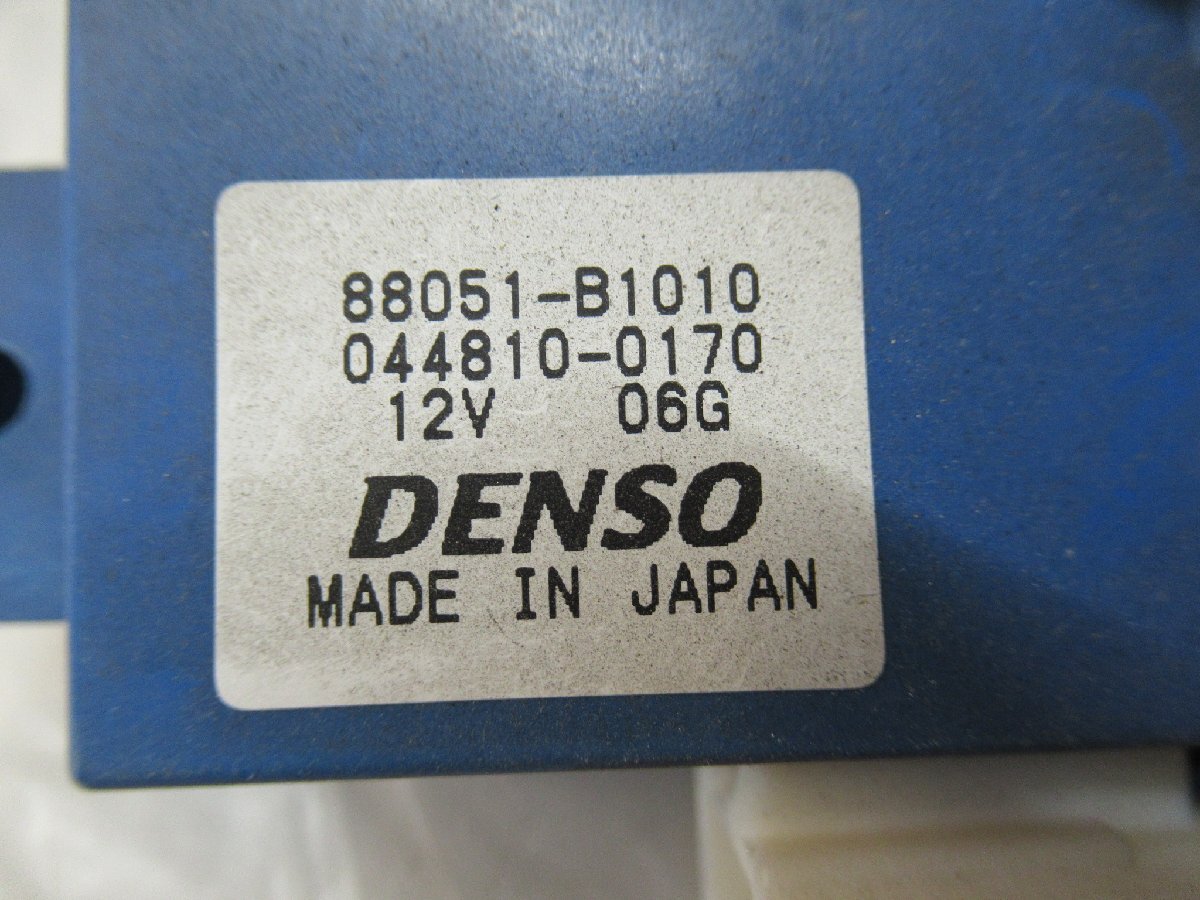 88051-B1010
044810-0170
12V 06G
DENSO
MADE IN JAPAN